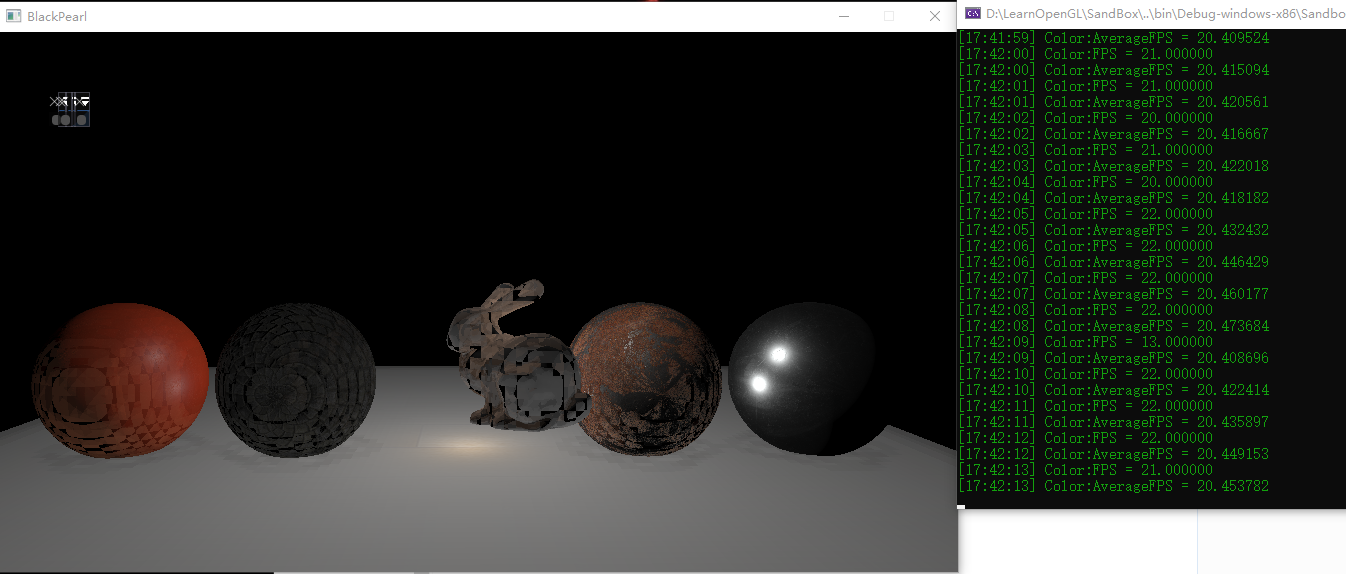 BlackPearl
D:\LearnOpenGL\SandBox\..\bin\Debug-windows-x86\Sandbo
[17:41:59] Color:AverageFPS = 20.409524
[17:42:00] Color:FPS = 21.000000
[17:42:00] Color:AverageFPS = 20.415094
[17:42:01] Color:FPS = 21.000000
[17:42:01] Color:AverageFPS = 20.420561
[17:42:02] Color:FPS = 20.000000
[17:42:02] Color:AverageFPS = 20.416667
[17:42:03] Color:FPS = 21.000000
[17:42:03] Color:AverageFPS = 20.422018
[17:42:04] Color:FPS = 20.000000
[17:42:04] Color:AverageFPS = 20.418182
[17:42:05] Color:FPS = 22.000000
[17:42:05] Color:AverageFPS = 20.432432
[17:42:06] Color:FPS = 22.000000
[17:42:06] Color:AverageFPS = 20.446429
[17:42:07] Color:FPS = 22.000000
[17:42:07] Color:AverageFPS = 20.460177
[17:42:08] Color:FPS = 22.000000
[17:42:08] Color:AverageFPS = 20.473684
[17:42:09] Color:FPS = 13.000000
[17:42:09] Color:AverageFPS = 20.408696
[17:42:10] Color:FPS = 22.000000
[17:42:10] Color:AverageFPS = 20.422414
[17:42:11] Color:FPS = 22.000000
[17:42:11] Color:AverageFPS = 20.435897
[17:42:12] Color:FPS = 22.000000
[17:42:12] Color:AverageFPS = 20.449153
[17:42:13] Color:FPS = 21.000000
[17:42:13] Color:AverageFPS = 20.453782